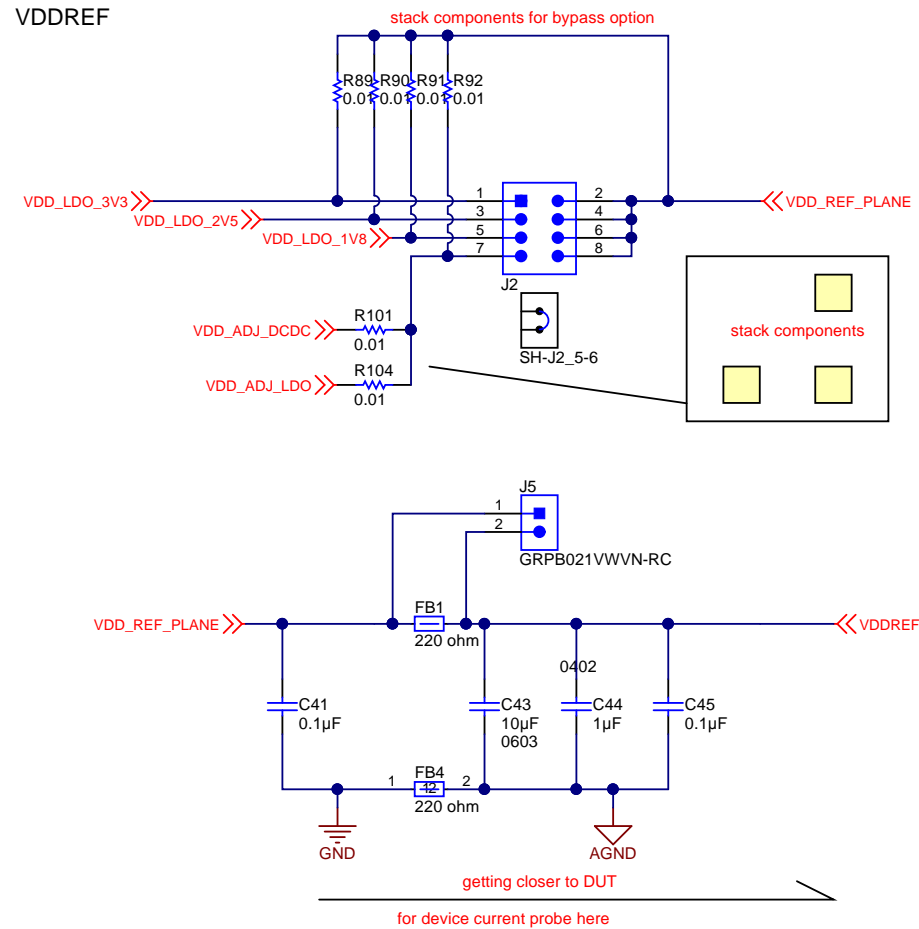 VDDREF
stack components for bypass option
R89 R90 R91 R92
0.01 0.01 0.01 0.01
VDD_LDO_3V3 1 2 VDD_REF_PLANE
VDD_LDO_2V5 3 4
VDD_LDO_1V8 5 6
7 8
J2
R101
VDD_ADJ_DCDC
0.01
SH-J2_5-6
stack components
R104
VDD_ADJ_LDO
0.01
J5
1
2
GRPB021VWVN-RC
FB1
VDD_REF_PLANE VDDREF
220 ohm
0402
C41 C43 C44 C45
0.1µF 10µF 1µF 0.1µF
0603
FB4
1 12 2
220 ohm
GND AGND
getting closer to DUT
for device current probe here